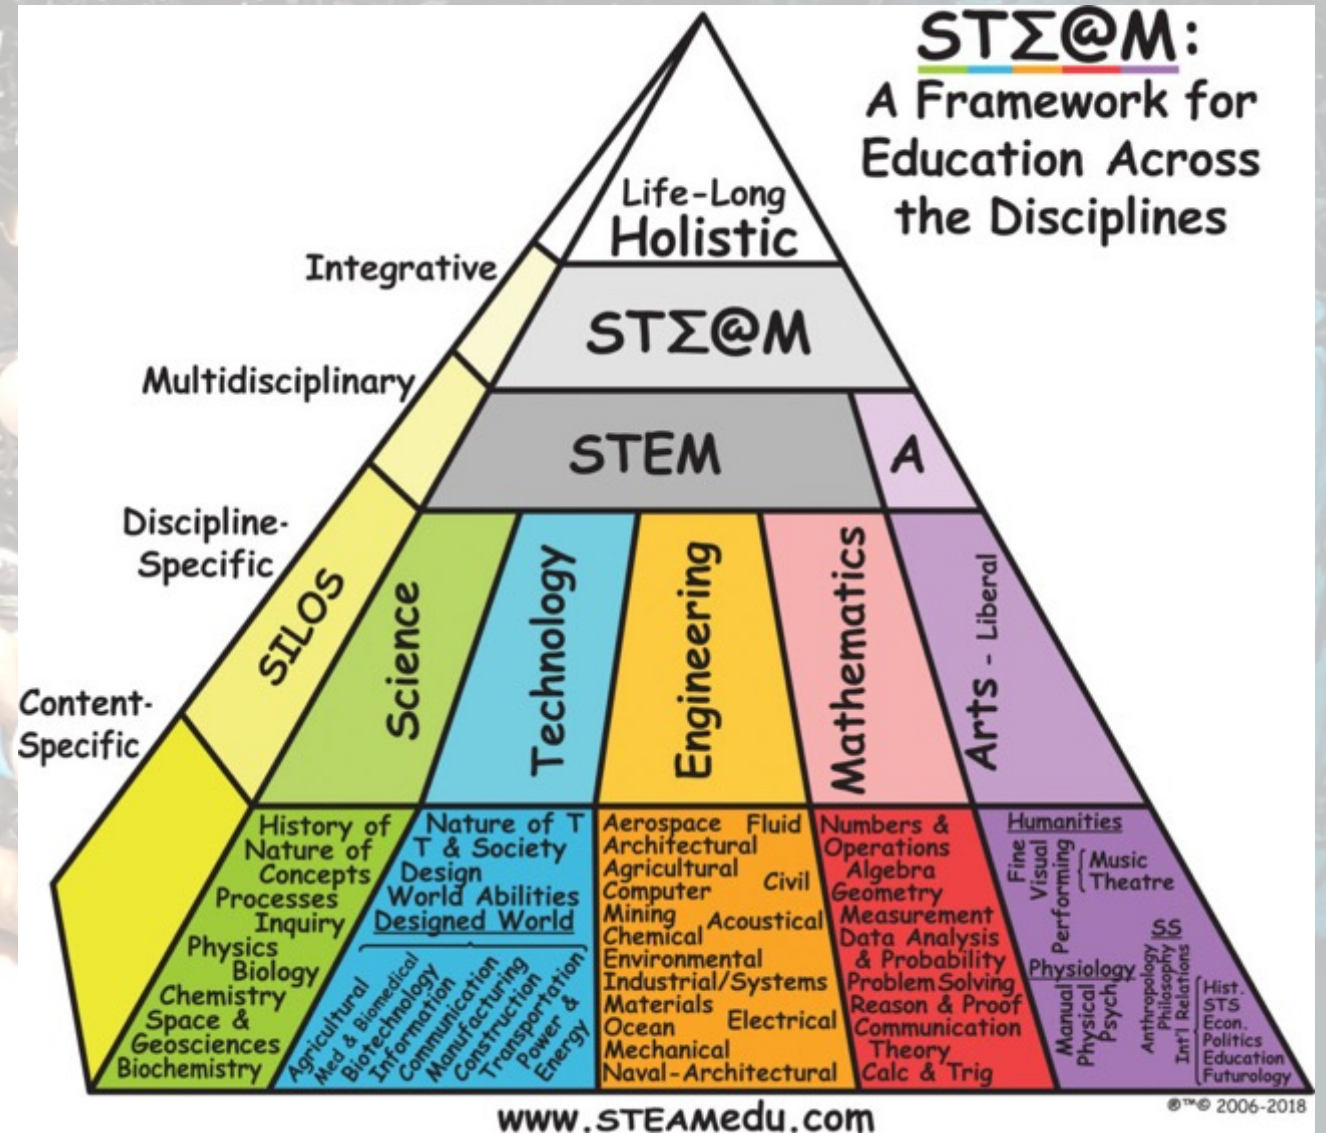 STΣ@M:
A Framework for
Education Across
the Disciplines
Life-Long
Holistic
Integrative
STΣ@M
Multidisciplinary
STEM
A
Discipline-
Specific
SILOS
Science
Technology
Engineering
Mathematics
Arts - Liberal
Content-
Specific
History of
Nature of
Concepts
Processes
Inquiry
Physics
Biology
Chemistry
Space &
Geosciences
Biochemistry
Nature of T
T & Society
Design
World Abilities
Designed World
Agricultural
Med & Biomedical
Biotechnology
Information
Communication
Manufacturing
Construction
Transportation
Power &
Energy
Aerospace Fluid
Architectural
Agricultural
Computer Civil
Mining
Acoustical
Chemical
Environmental
Industrial/Systems
Materials
Ocean Electrical
Mechanical
Naval-Architectural
Numbers &
Operations
Algebra
Geometry
Measurement
Data Analysis
& Probability
Problem Solving
Reason & Proof
Communication
Theory
Calc & Trig
Humanities
Fine
Visual
Performing
Music
Theatre
Physiology
Manual
Physical
Psych
SS
Anthropology
Philosophy
Int'l Relations
Hist.
STS
Econ.
Politics
Education
Futurology
®™© 2006-2018
www.STEAMedu.com